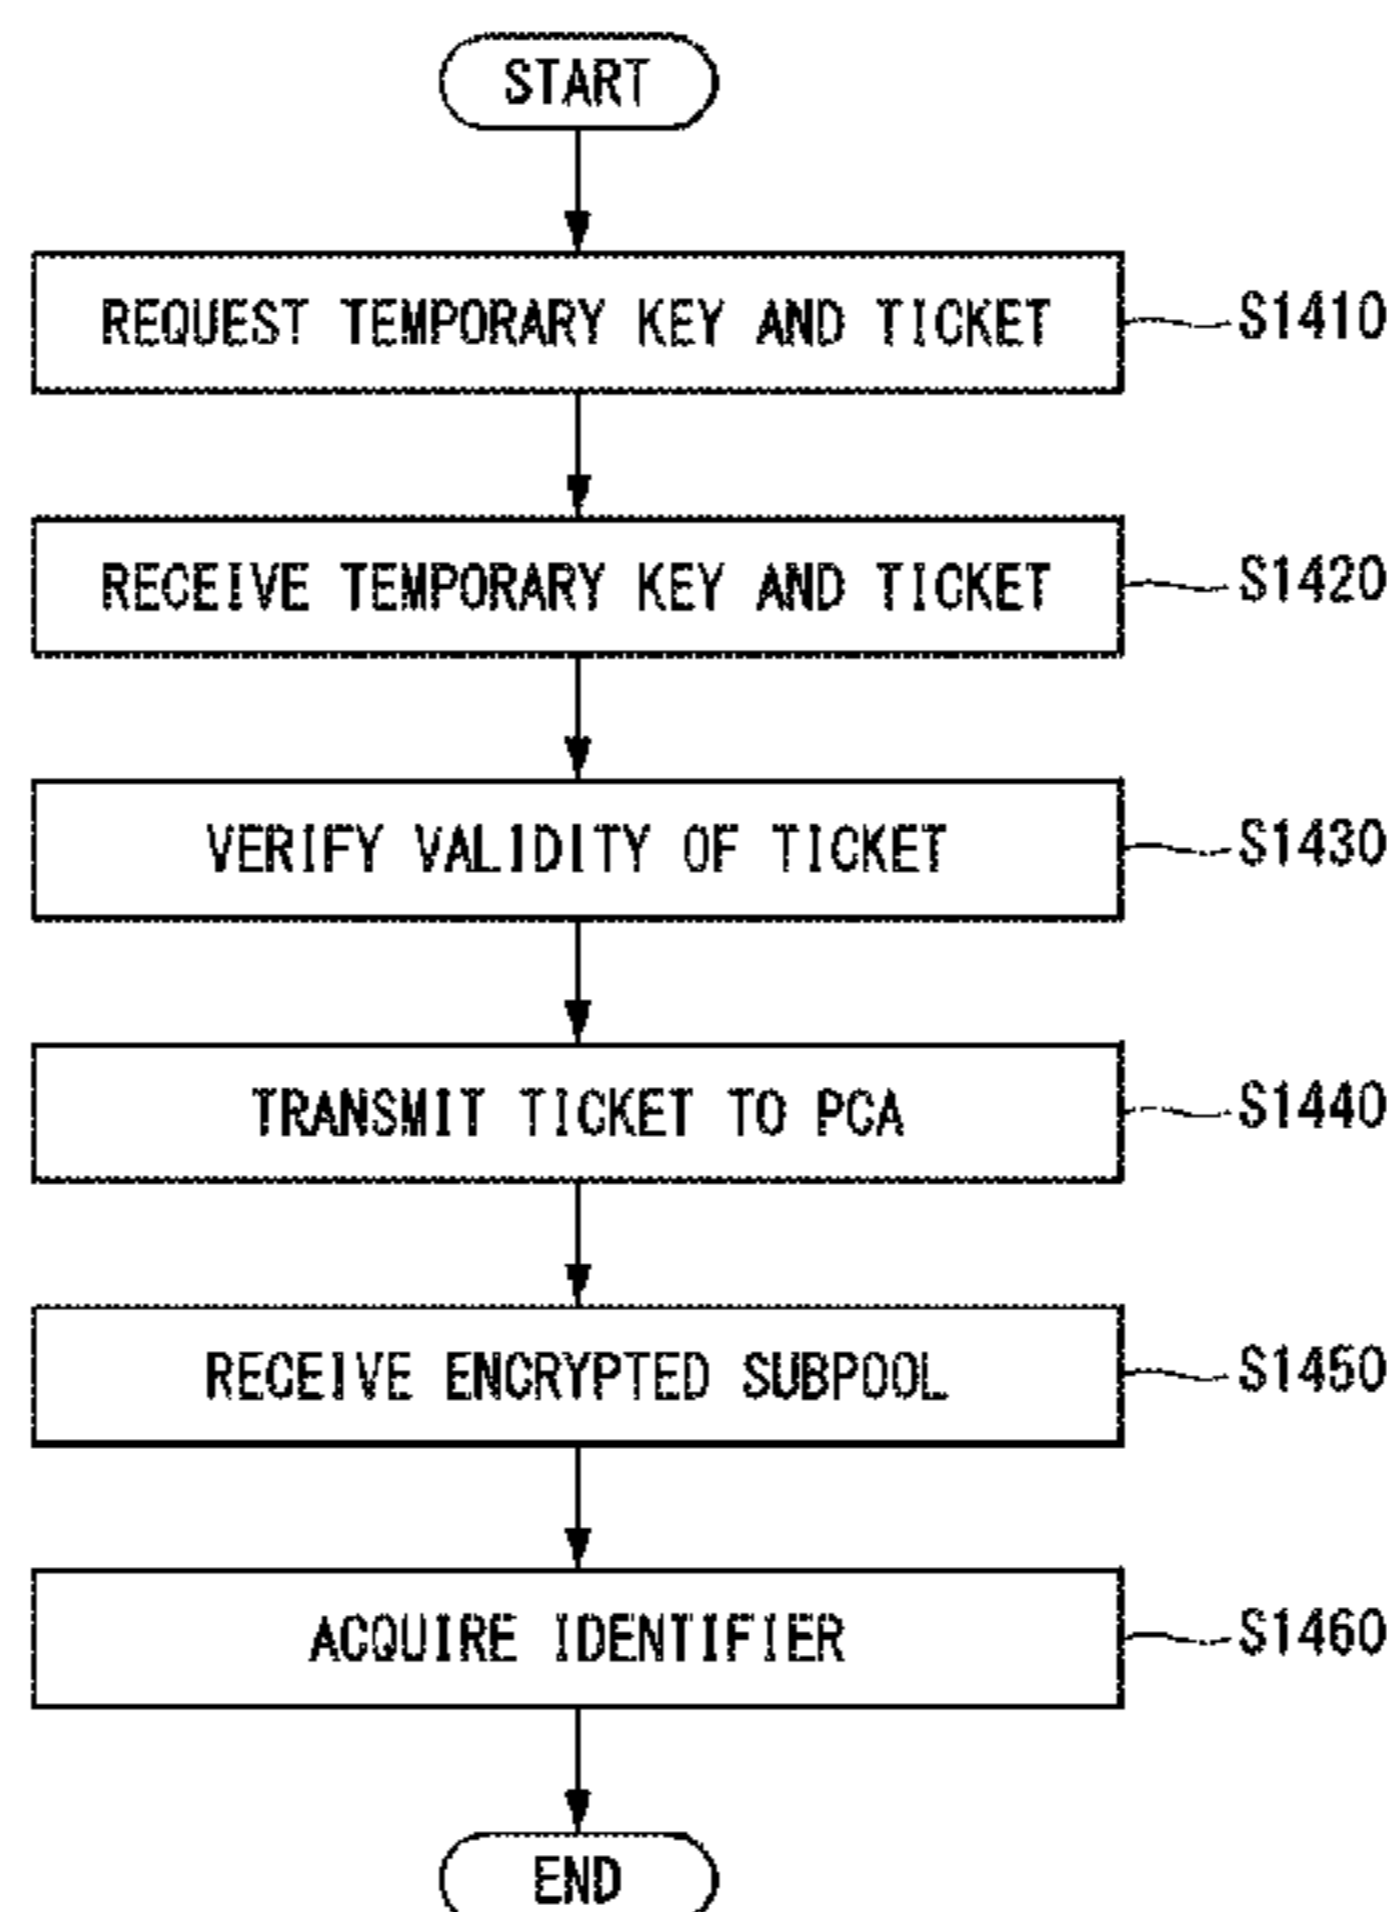 START
REQUEST TEMPORARY KEY AND TICKET
S1410
RECEIVE TEMPORARY KEY AND TICKET
S1420
VERIFY VALIDITY OF TICKET
S1430
TRANSMIT TICKET TO PCA
S1440
RECEIVE ENCRYPTED SUBPOOL
S1450
ACQUIRE IDENTIFIER
S1460
END